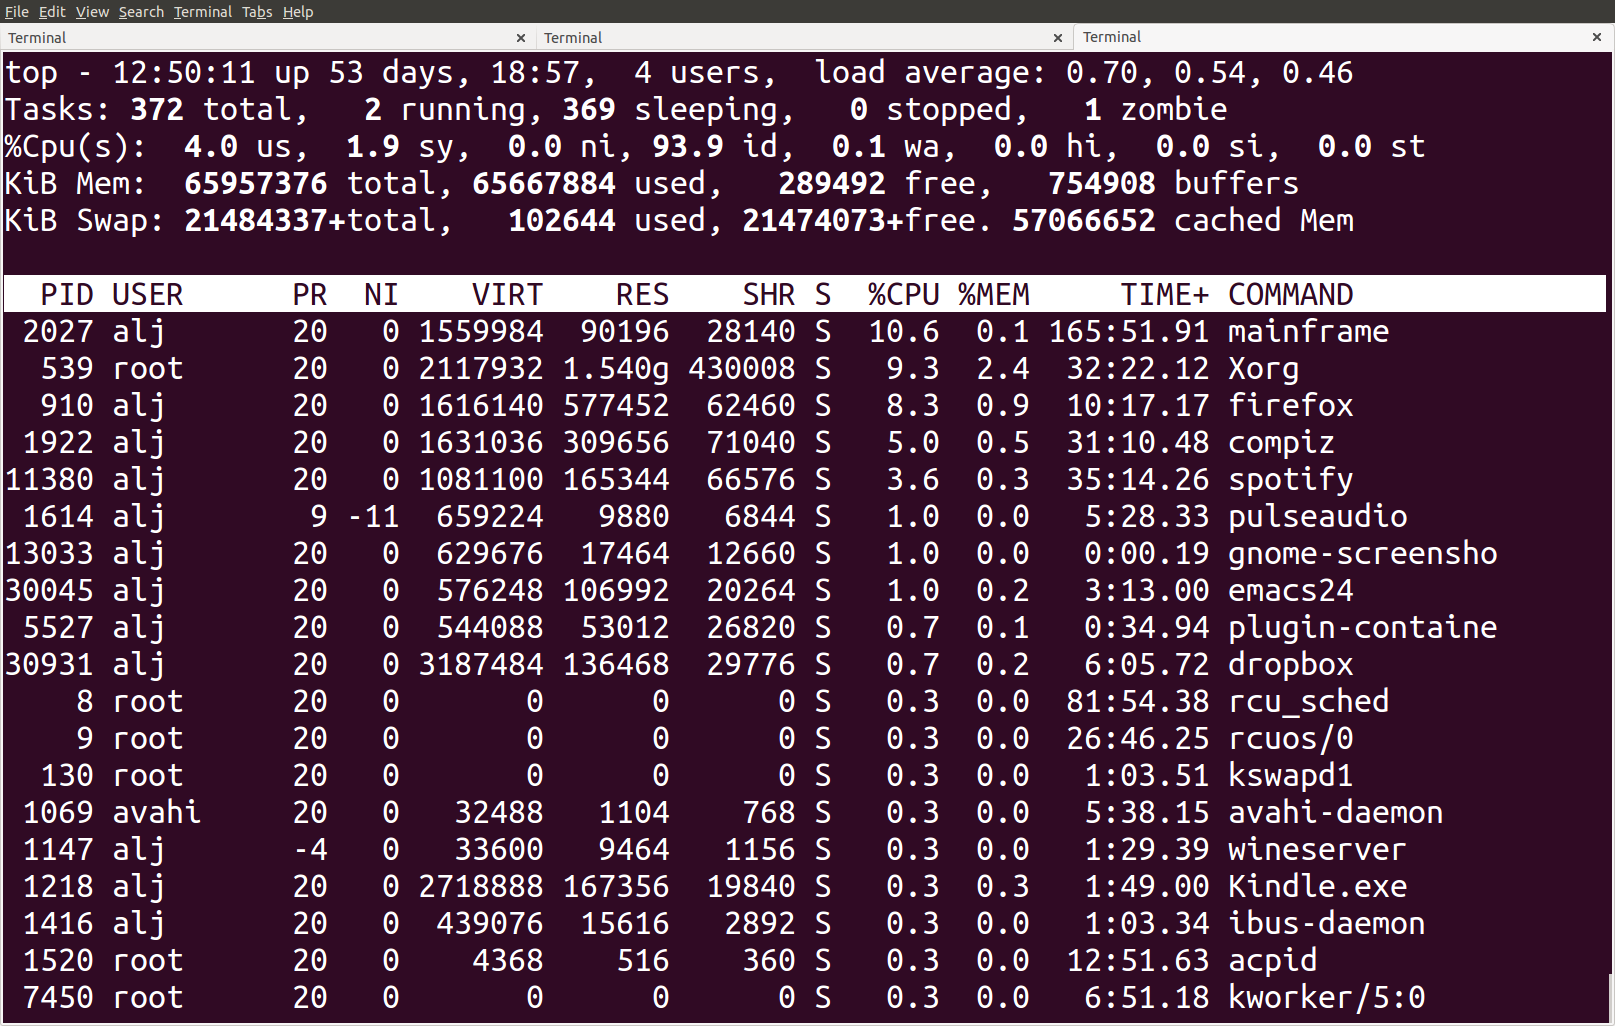 File Edit View Search Terminal Tabs Help
Terminal × Terminal × Terminal ×
top - 12:50:11 up 53 days, 18:57,  4 users,  load average: 0.70, 0.54, 0.46
Tasks: 372 total,   2 running, 369 sleeping,   0 stopped,   1 zombie
%Cpu(s):  4.0 us,  1.9 sy,  0.0 ni, 93.9 id,  0.1 wa,  0.0 hi,  0.0 si,  0.0 st
KiB Mem:  65957376 total, 65667884 used,   289492 free,   754908 buffers
KiB Swap: 21484337+total,   102644 used, 21474073+free. 57066652 cached Mem
  PID USER      PR  NI    VIRT    RES    SHR S  %CPU %MEM     TIME+ COMMAND
 2027 alj       20   0 1559984  90196  28140 S  10.6  0.1 165:51.91 mainframe
  539 root      20   0 2117932 1.540g 430008 S   9.3  2.4  32:22.12 Xorg
  910 alj       20   0 1616140 577452  62460 S   8.3  0.9  10:17.17 firefox
 1922 alj       20   0 1631036 309656  71040 S   5.0  0.5  31:10.48 compiz
11380 alj       20   0 1081100 165344  66576 S   3.6  0.3  35:14.26 spotify
 1614 alj        9 -11  659224   9880   6844 S   1.0  0.0   5:28.33 pulseaudio
13033 alj       20   0  629676  17464  12660 S   1.0  0.0   0:00.19 gnome-screensho
30045 alj       20   0  576248 106992  20264 S   1.0  0.2   3:13.00 emacs24
 5527 alj       20   0  544088  53012  26820 S   0.7  0.1   0:34.94 plugin-containe
30931 alj       20   0 3187484 136468  29776 S   0.7  0.2   6:05.72 dropbox
    8 root      20   0       0      0      0 S   0.3  0.0  81:54.38 rcu_sched
    9 root      20   0       0      0      0 S   0.3  0.0  26:46.25 rcuos/0
  130 root      20   0       0      0      0 S   0.3  0.0   1:03.51 kswapd1
 1069 avahi     20   0   32488   1104    768 S   0.3  0.0   5:38.15 avahi-daemon
 1147 alj       -4   0   33600   9464   1156 S   0.3  0.0   1:29.39 wineserver
 1218 alj       20   0 2718888 167356  19840 S   0.3  0.3   1:49.00 Kindle.exe
 1416 alj       20   0  439076  15616   2892 S   0.3  0.0   1:03.34 ibus-daemon
 1520 root      20   0    4368    516    360 S   0.3  0.0  12:51.63 acpid
 7450 root      20   0       0      0      0 S   0.3  0.0   6:51.18 kworker/5:0